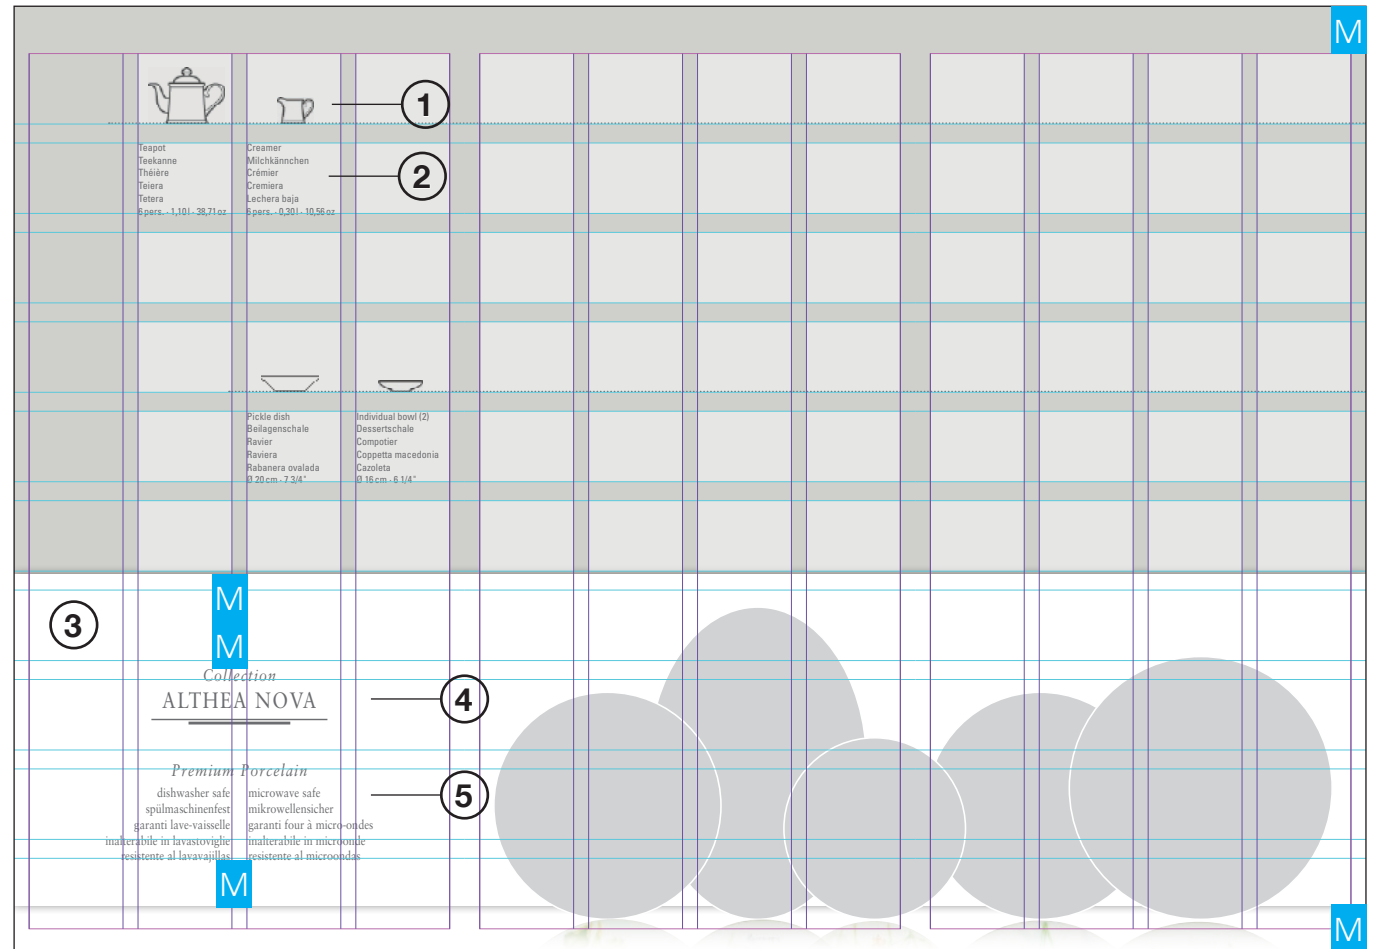 M
1
Teapot
Teekanne
Théière
Teiera
Tetera
6 pers. · 1,10 l · 38,71 oz
Creamer
Milchkännchen
Crémier
Cremiera
Lechera baja
6 pers. · 0,30 l · 10,56 oz
2
Pickle dish
Beilagenschale
Ravier
Raviera
Rabanera ovalada
Ø 20 cm · 7 3/4"
Individual bowl (2)
Dessertschale
Compotier
Coppetta macedonia
Cazoleta
Ø 16 cm · 6 1/4"
3
M
M
Collection
ALTHEA NOVA
4
Premium Porcelain
5
dishwasher safe
spülmaschinenfest
garanti lave-vaisselle
inalterabile in lavastoviglie
resistente al lavavajillas
microwave safe
mikrowellensicher
garanti four à micro-ondes
inalterabile in microonde
resistente al microondas
M
M